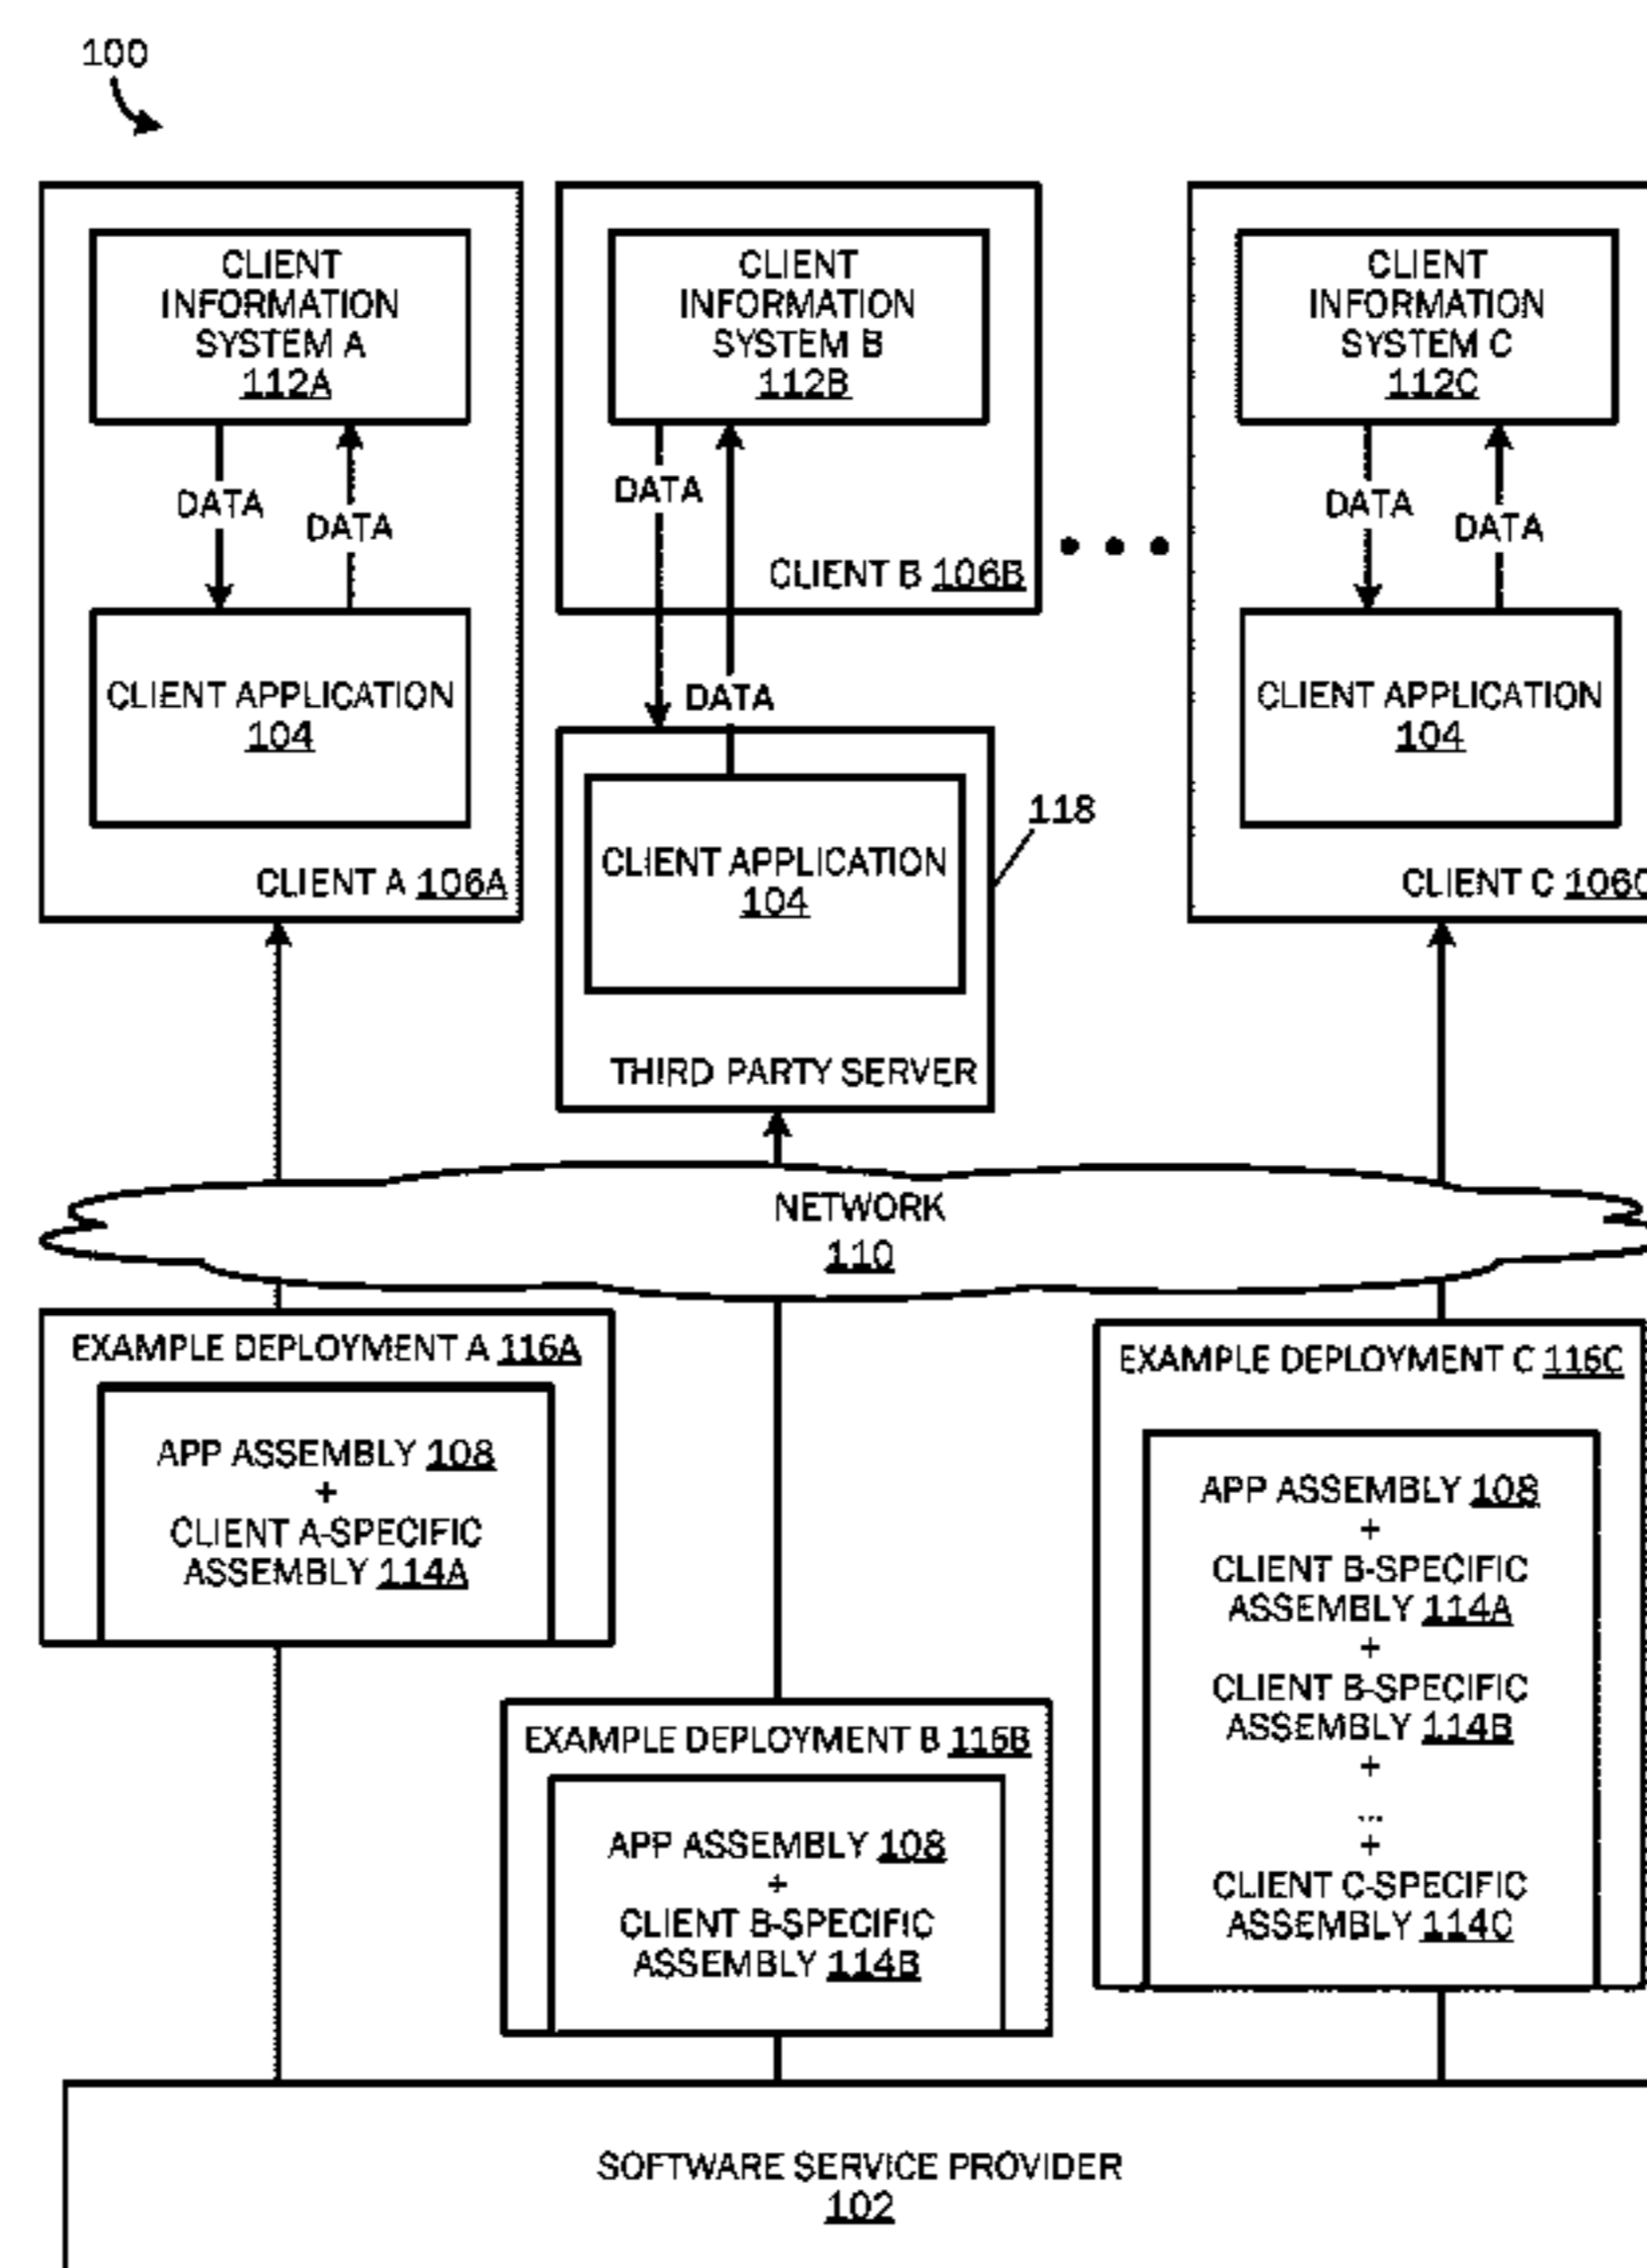 100
CLIENT
INFORMATION
SYSTEM A
112A
DATA
DATA
CLIENT APPLICATION
104
CLIENT A 106A
CLIENT
INFORMATION
SYSTEM B
112B
DATA
CLIENT B 106B
DATA
CLIENT APPLICATION
104
THIRD PARTY SERVER
118
CLIENT
INFORMATION
SYSTEM C
112C
DATA
DATA
CLIENT APPLICATION
104
CLIENT C 106C
NETWORK
110
EXAMPLE DEPLOYMENT A 116A
APP ASSEMBLY 108
+
CLIENT A-SPECIFIC
ASSEMBLY 114A
EXAMPLE DEPLOYMENT B 116B
APP ASSEMBLY 108
+
CLIENT B-SPECIFIC
ASSEMBLY 114B
EXAMPLE DEPLOYMENT C 116C
APP ASSEMBLY 108
+
CLIENT B-SPECIFIC
ASSEMBLY 114A
+
CLIENT B-SPECIFIC
ASSEMBLY 114B
+
...
+
CLIENT C-SPECIFIC
ASSEMBLY 114C
SOFTWARE SERVICE PROVIDER
102